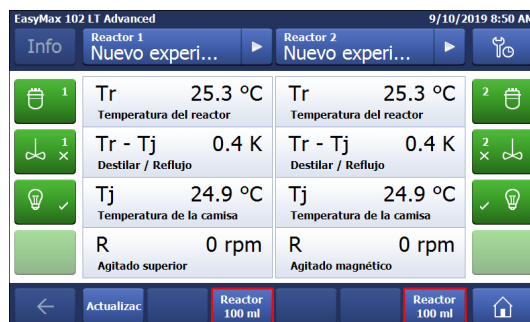 EasyMax 102 LT Advanced 9/10/2019 8:50 AM
Info
Reactor 1
Nuevo experi...
Reactor 2
Nuevo experi...
1
Tr 25.3 °C
Temperatura del reactor
Tr 25.3 °C
Temperatura del reactor
2
1
Tr - Tj 0.4 K
Destilar / Reflujo
Tr - Tj 0.4 K
Destilar / Reflujo
2
Tj 24.9 °C
Temperatura de la camisa
Tj 24.9 °C
Temperatura de la camisa
R 0 rpm
Agitado superior
R 0 rpm
Agitado magnético
Actualizac
Reactor
100 ml
Reactor
100 ml